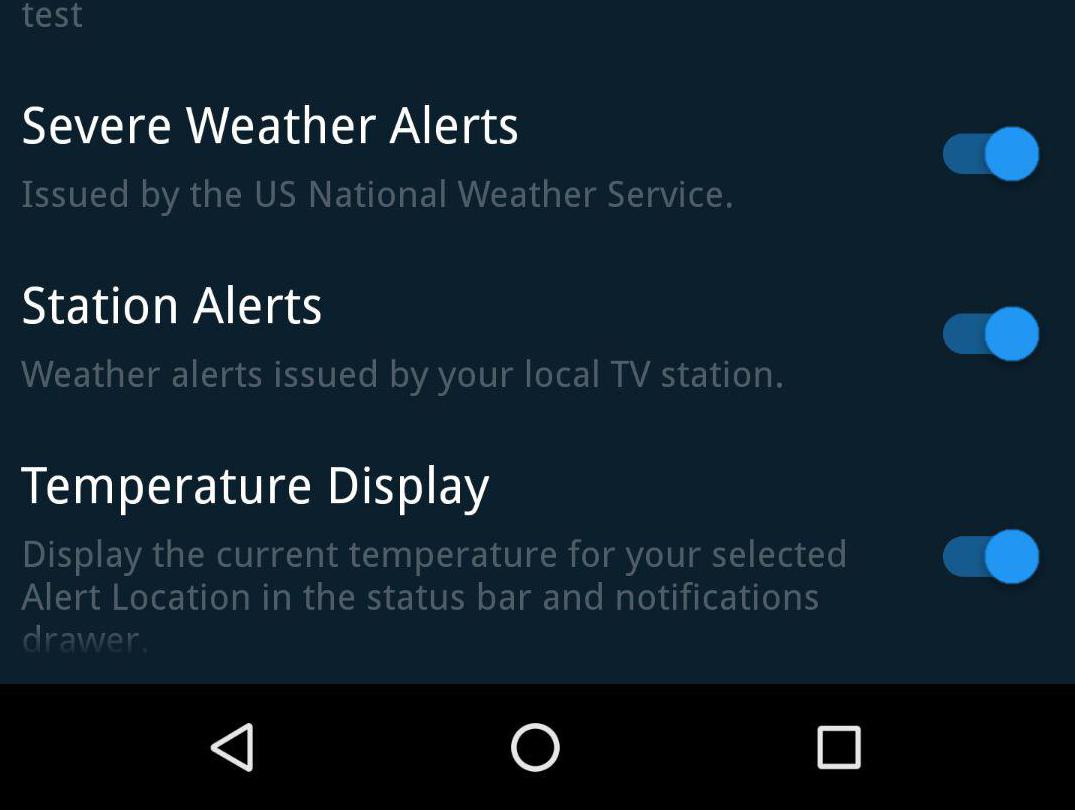 test
Severe Weather Alerts
Issued by the US National Weather Service.
Station Alerts
Weather alerts issued by your local TV station.
Temperature Display
Display the current temperature for your selected
Alert Location in the status bar and notifications
drawer.